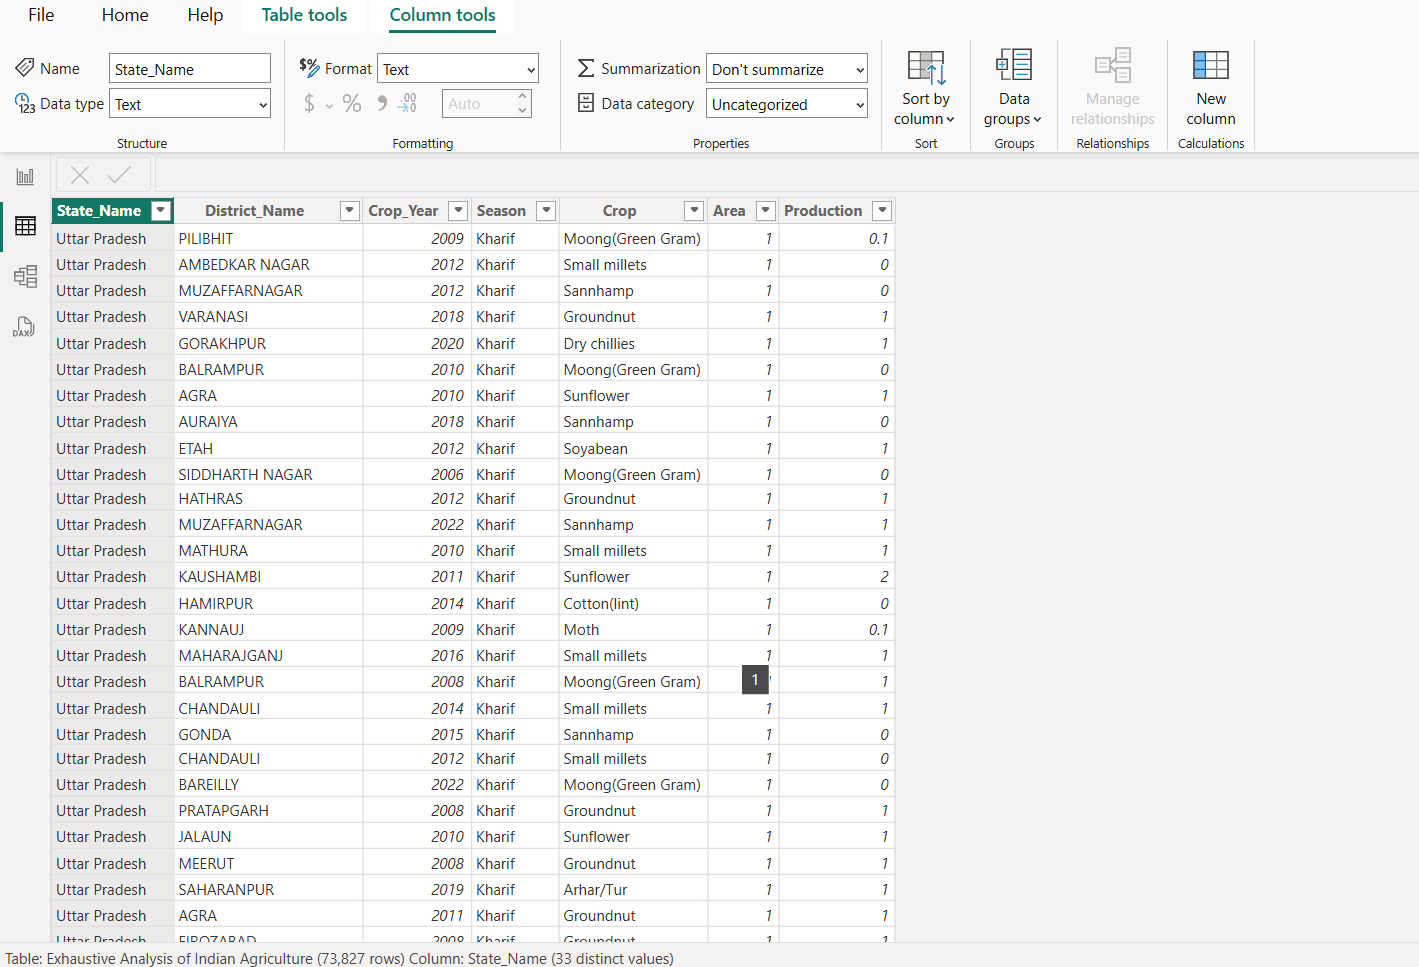 File Home Help Table tools Column tools
Name State_Name $% Format Text Summarization Don't summarize
123 Data type Text $ % 9 .00 Auto Data category Uncategorized
Sort by column Data groups Manage relationships New column
Structure Formatting Properties Sort Groups Relationships Calculations
State_Name District_Name Crop_Year Season Crop Area Production
Uttar Pradesh PILIBHIT 2009 Kharif Moong(Green Gram) 1 0.1
Uttar Pradesh AMBEDKAR NAGAR 2012 Kharif Small millets 1 0
Uttar Pradesh MUZAFFARNAGAR 2012 Kharif Sannhamp 1 0
Uttar Pradesh VARANASI 2018 Kharif Groundnut 1 1
DAX
Uttar Pradesh GORAKHPUR 2020 Kharif Dry chillies 1 1
Uttar Pradesh BALRAMPUR 2010 Kharif Moong(Green Gram) 1 0
Uttar Pradesh AGRA 2010 Kharif Sunflower 1 1
Uttar Pradesh AURAIYA 2018 Kharif Sannhamp 1 0
Uttar Pradesh ETAH 2012 Kharif Soyabean 1 1
Uttar Pradesh SIDDHARTH NAGAR 2006 Kharif Moong(Green Gram) 1 0
Uttar Pradesh HATHRAS 2012 Kharif Groundnut 1 1
Uttar Pradesh MUZAFFARNAGAR 2022 Kharif Sannhamp 1 1
Uttar Pradesh MATHURA 2010 Kharif Small millets 1 1
Uttar Pradesh KAUSHAMBI 2011 Kharif Sunflower 1 2
Uttar Pradesh HAMIRPUR 2014 Kharif Cotton(lint) 1 0
Uttar Pradesh KANNAUJ 2009 Kharif Moth 1 0.1
Uttar Pradesh MAHARAJGANJ 2016 Kharif Small millets 1 1
Uttar Pradesh BALRAMPUR 2008 Kharif Moong(Green Gram) 1 1
Uttar Pradesh CHANDAULI 2014 Kharif Small millets 1 1
Uttar Pradesh GONDA 2015 Kharif Sannhamp 1 0
Uttar Pradesh CHANDAULI 2012 Kharif Small millets 1 0
Uttar Pradesh BAREILLY 2022 Kharif Moong(Green Gram) 1 0
Uttar Pradesh PRATAPGARH 2008 Kharif Groundnut 1 1
Uttar Pradesh JALAUN 2010 Kharif Sunflower 1 1
Uttar Pradesh MEERUT 2008 Kharif Groundnut 1 1
Uttar Pradesh SAHARANPUR 2019 Kharif Arhar/Tur 1 1
Uttar Pradesh AGRA 2011 Kharif Groundnut 1 1
Uttar Pradesh FIROZABAD 2008 Kharif Groundnut 1 1
Table: Exhaustive Analysis of Indian Agriculture (73,827 rows) Column: State_Name (33 distinct values)